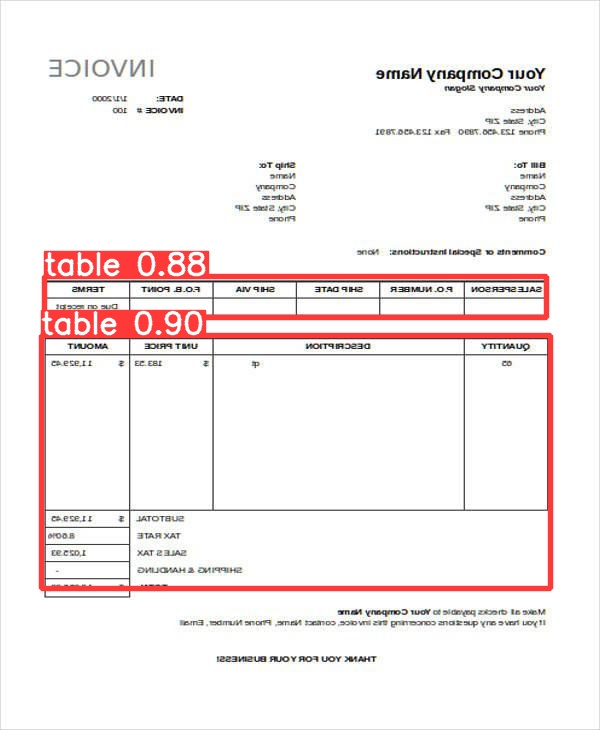 table 0.88
table 0.90
Your Company Name
Your Company Slogan
INVOICE
Address
City, State ZIP
Phone 123.456.7890 Fax 123.456.7891
DATE: 1/1/2000
INVOICE # 100
Bill To:
Name
Company
Address
City, State ZIP
Phone
Ship To:
Name
Company
Address
City, State ZIP
Phone
Comments or Special Instructions: None
SALESPERSON P.O. NUMBER SHIP DATE SHIP VIA F.O.B. POINT TERMS
Due on receipt
QUANTITY DESCRIPTION UNIT PRICE AMOUNT
65 qt $ 183.53 $ 11,929.45
SUBTOTAL $ 11,929.45
TAX RATE 8.60%
SALES TAX 1,025.93
SHIPPING & HANDLING -
TOTAL
Make all checks payable to Your Company Name
If you have any questions concerning this invoice, contact Name, Phone Number, Email
THANK YOU FOR YOUR BUSINESS!